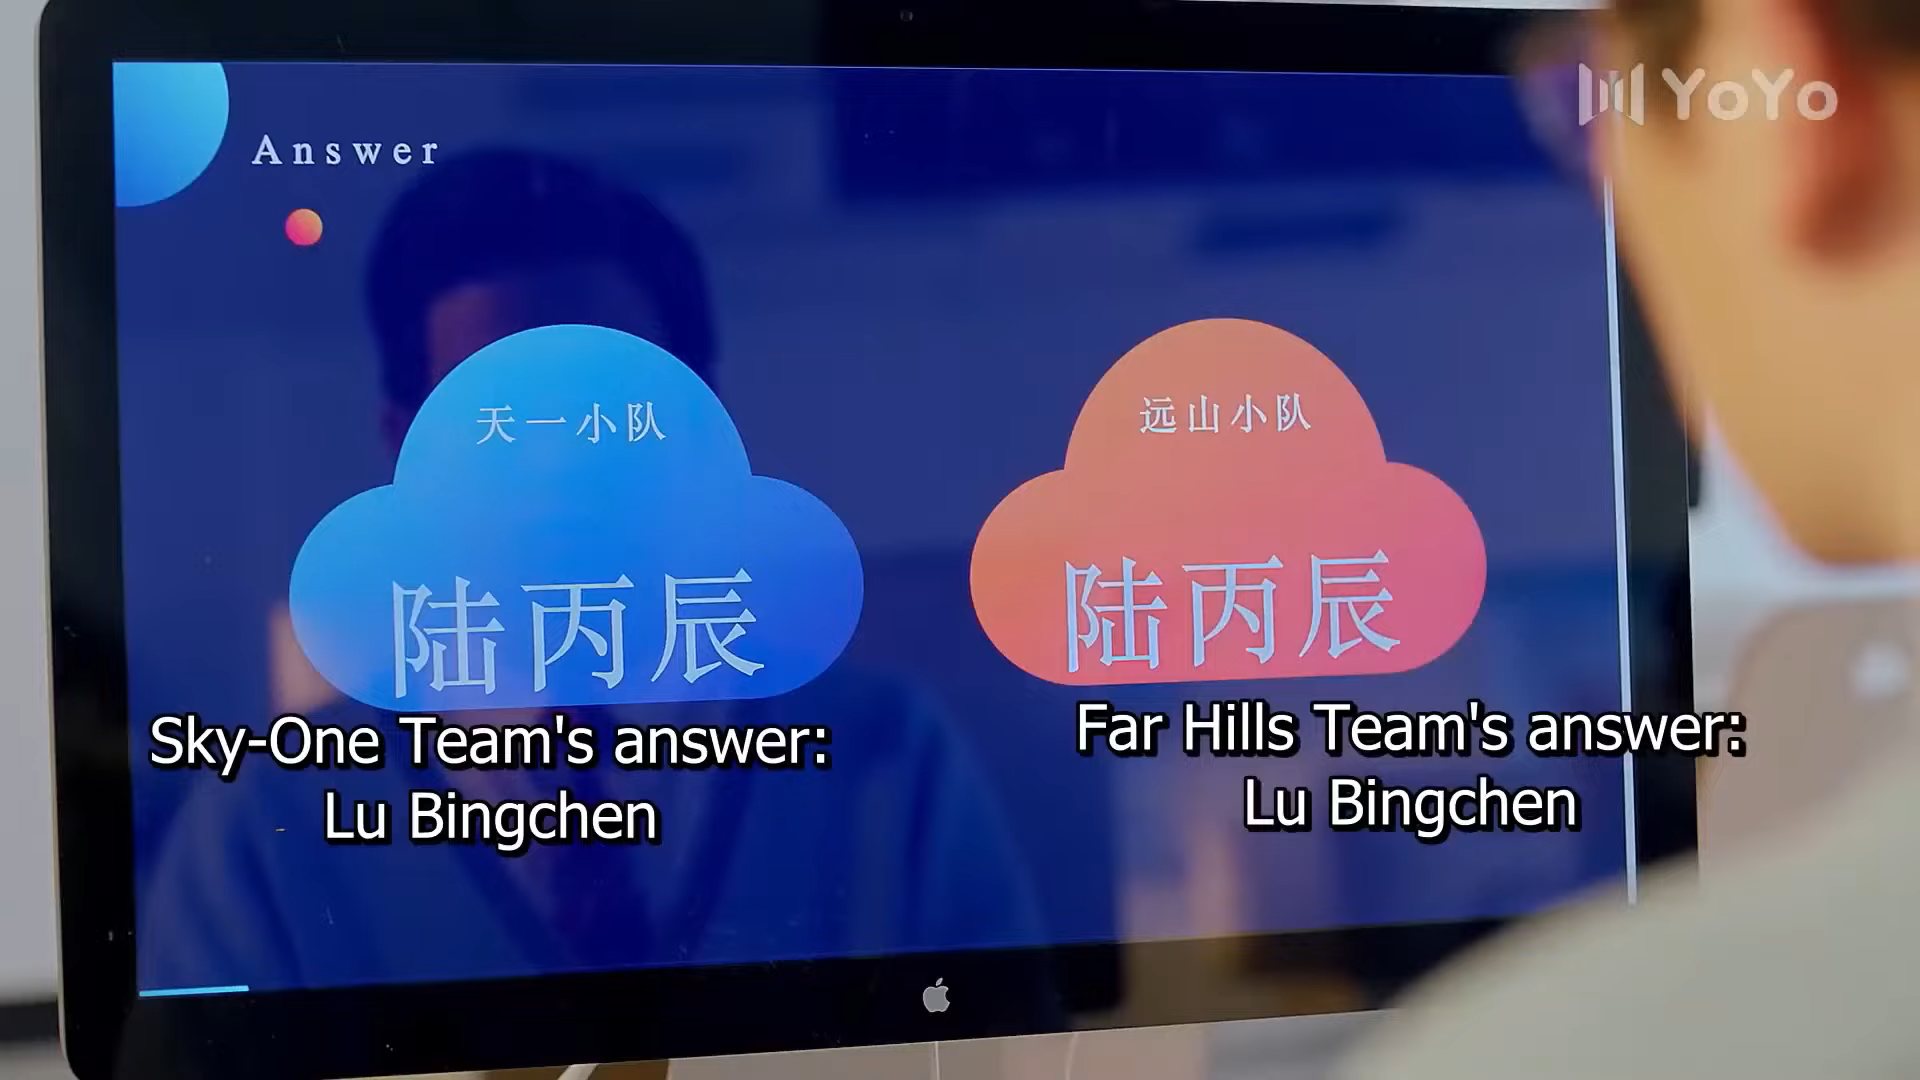 YoYo
Answer
天一小队
远山小队
陆丙辰
陆丙辰
Sky-One Team's answer:
Lu Bingchen
Far Hills Team's answer:
Lu Bingchen